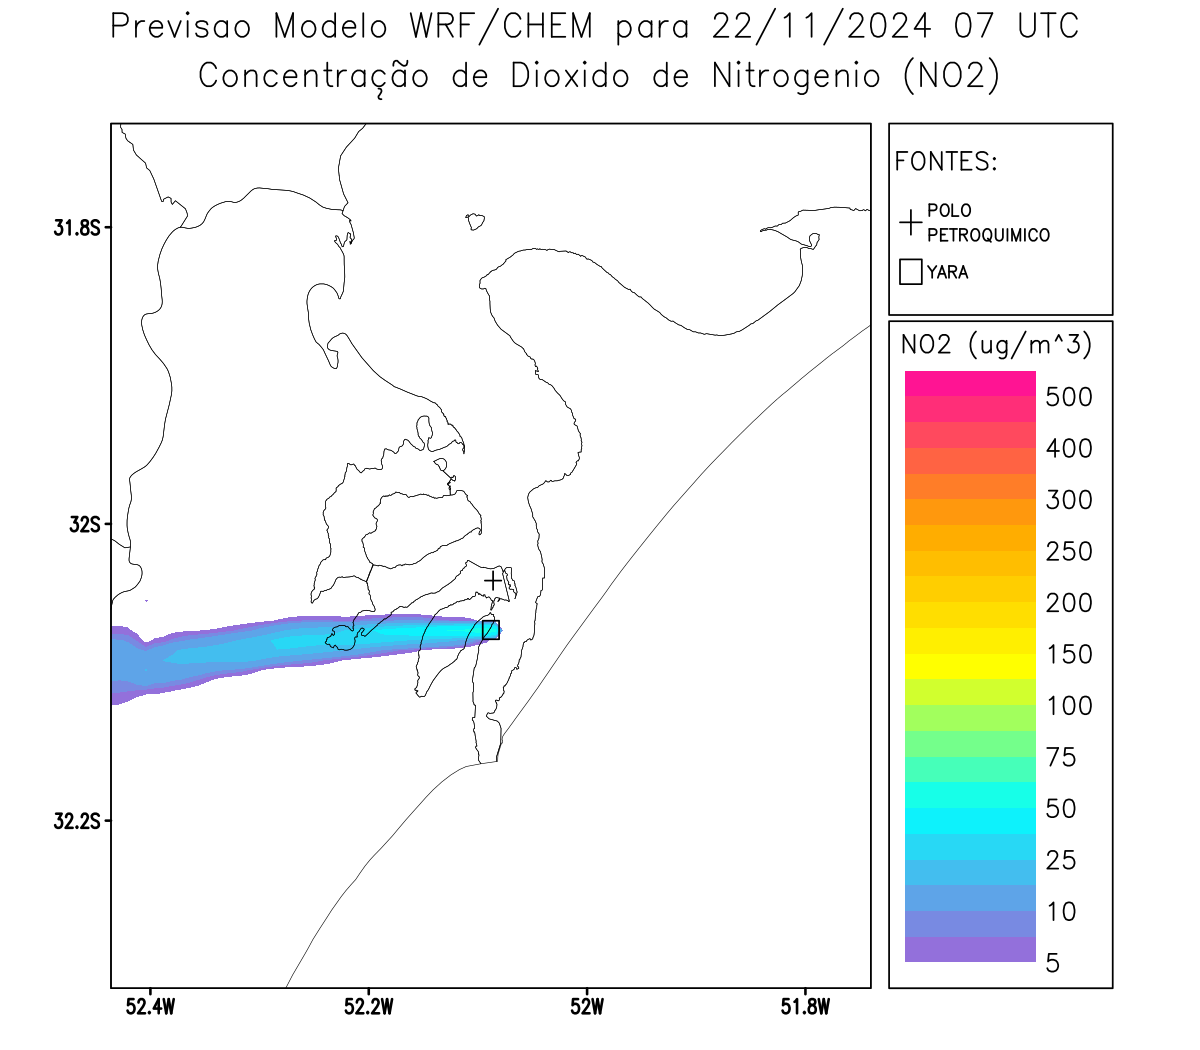 Previsao Modelo WRF/CHEM para 22/11/2024 07 UTC
Concentração de Dioxido de Nitrogenio (NO2)
FONTES:
POLO
PETROQUIMICO
YARA
NO2 (ug/m^3)
500
400
300
250
200
150
100
75
50
25
10
5
31.8S
32S
32.2S
52.4W
52.2W
52W
51.8W